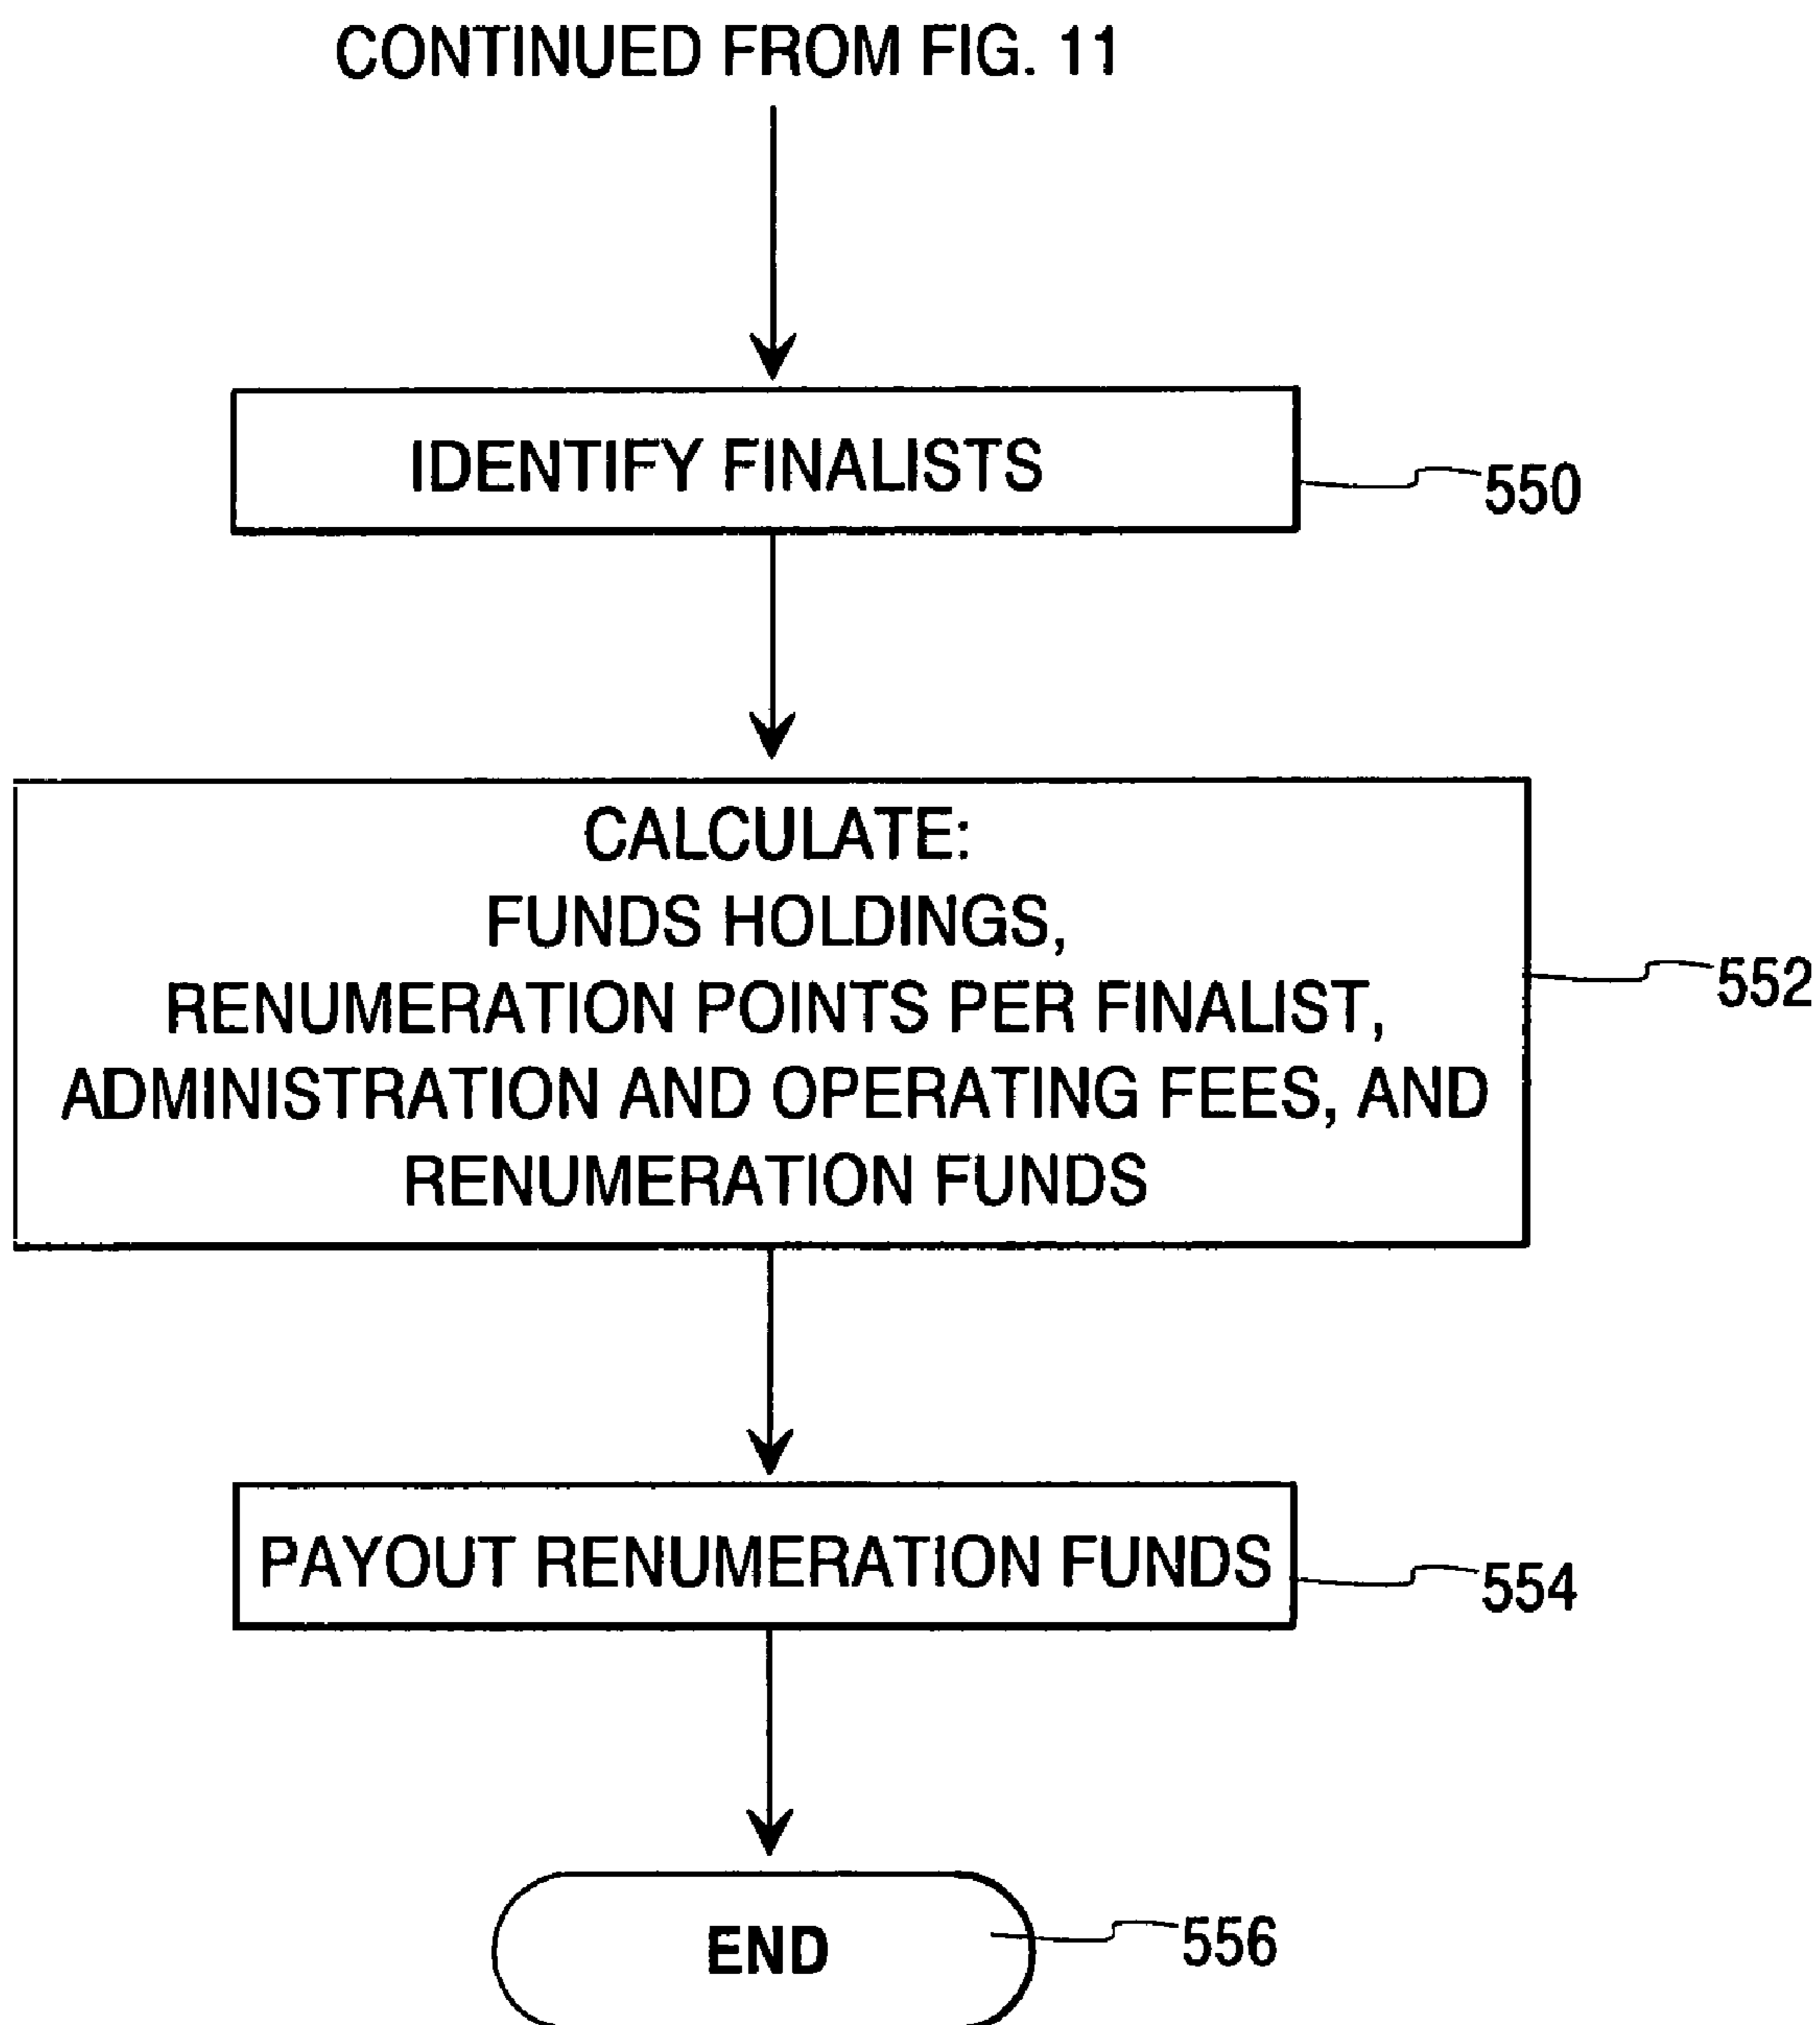 CONTINUED FROM FIG. 11
IDENTIFY FINALISTS
550
CALCULATE:
FUNDS HOLDINGS,
RENUMERATION POINTS PER FINALIST,
ADMINISTRATION AND OPERATING FEES, AND
RENUMERATION FUNDS
552
PAYOUT RENUMERATION FUNDS
554
END
556